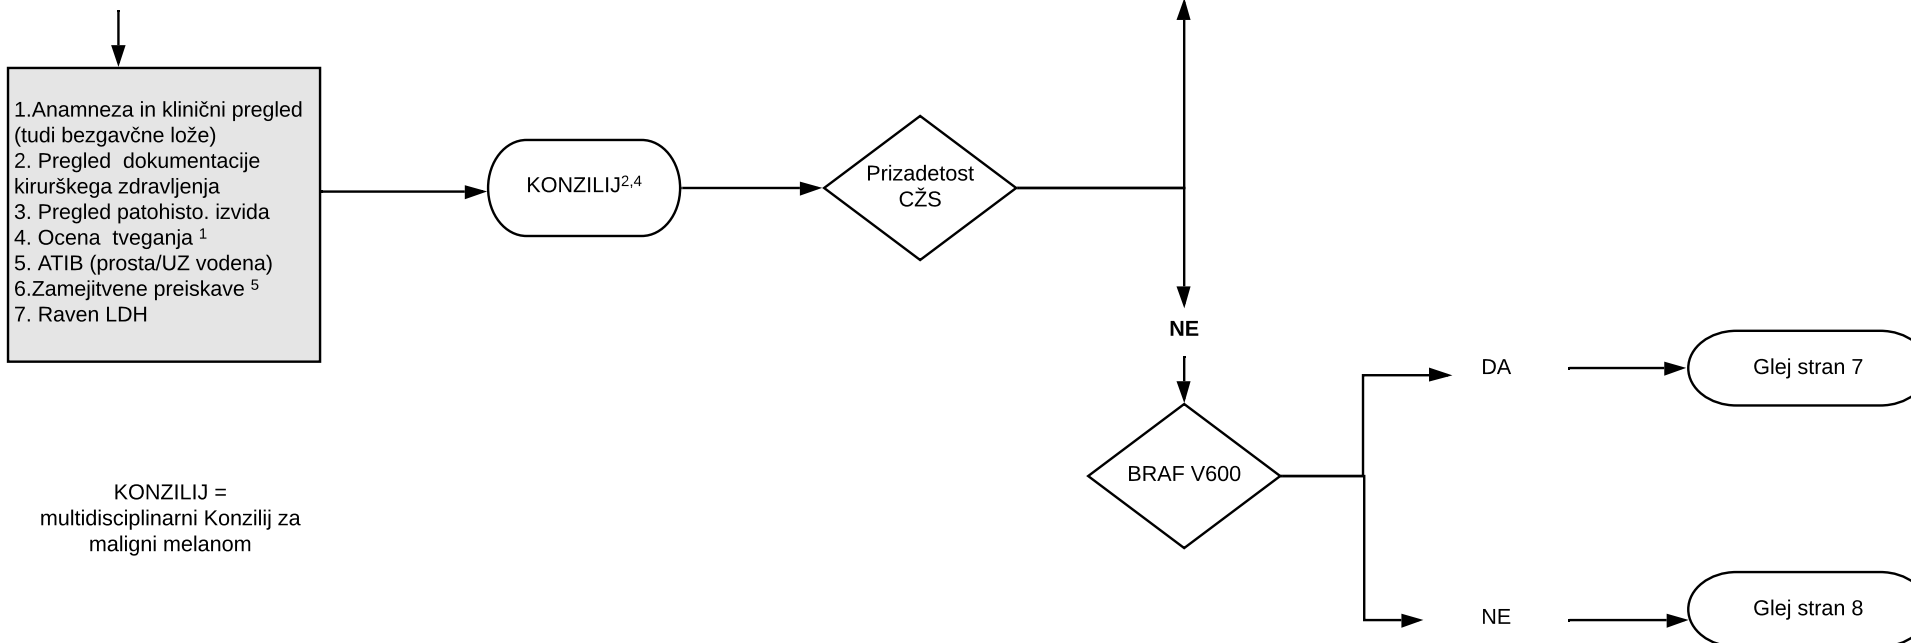 1.Anamneza in klinični pregled
(tudi bezgavčne lože)
2. Pregled  dokumentacije
kirurškega zdravljenja
3. Pregled patohisto. izvida
4. Ocena  tveganja ¹
5. ATIB (prosta/UZ vodena)
6.Zamejitvene preiskave ⁵
7. Raven LDH
KONZILIJ²,⁴
Prizadetost
CŽS
NE
BRAF V600
DA
Glej stran 7
NE
Glej stran 8
KONZILIJ =
multidisciplinarni Konzilij za
maligni melanom